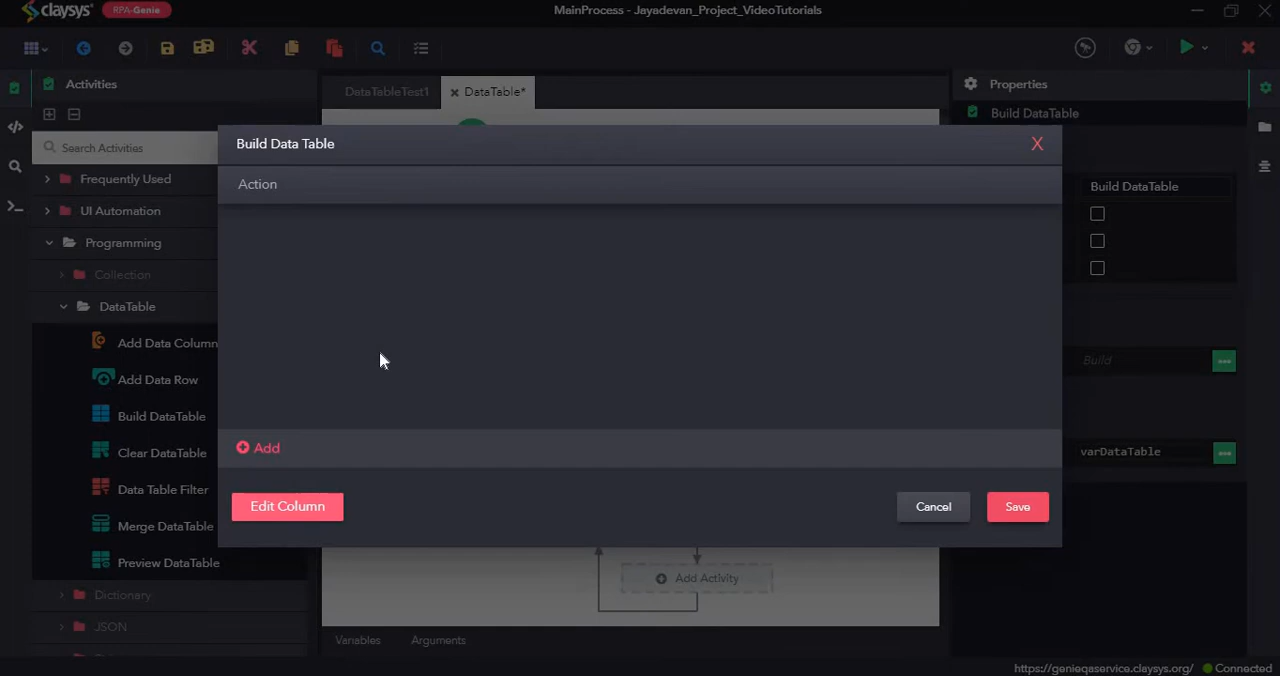 claysys
RPA-Genie
MainProcess - Jayadevan_Project_VideoTutorials
Activities
DataTableTest1
DataTable*
Properties
Build DataTable
Search Activities
Build Data Table
X
Action
Frequently Used
UI Automation
Programming
Collection
DataTable
Add Data Column
Add Data Row
Build DataTable
Clear DataTable
Data Table Filter
Merge DataTable
Preview DataTable
Dictionary
JSON
Build DataTable
Build
varDataTable
Add
Edit Column
Cancel
Save
Add Activity
Variables
Arguments
https://genieqaservice.claysys.org/
Connected